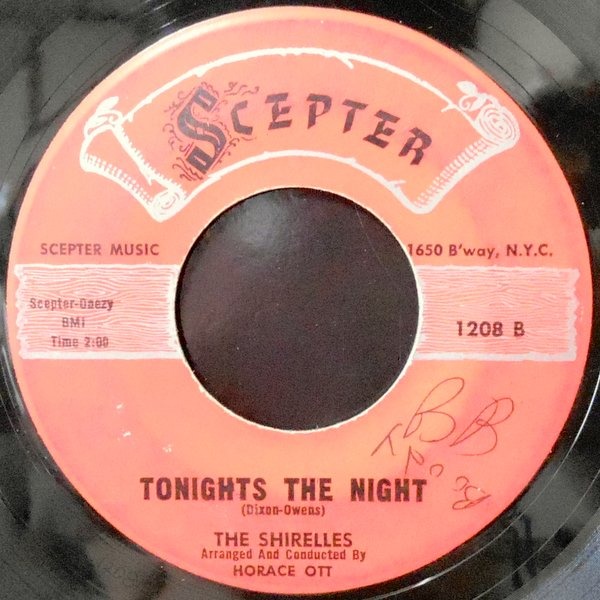 SCEPTER
SCEPTER MUSIC
1650 B'way, N.Y.C.
Scepter-Daezy
BMI
Time 2:00
1208 B
BB
TONIGHTS THE NIGHT
(Dixon-Owens)
THE SHIRELLES
Arranged And Conducted By
HORACE OTT